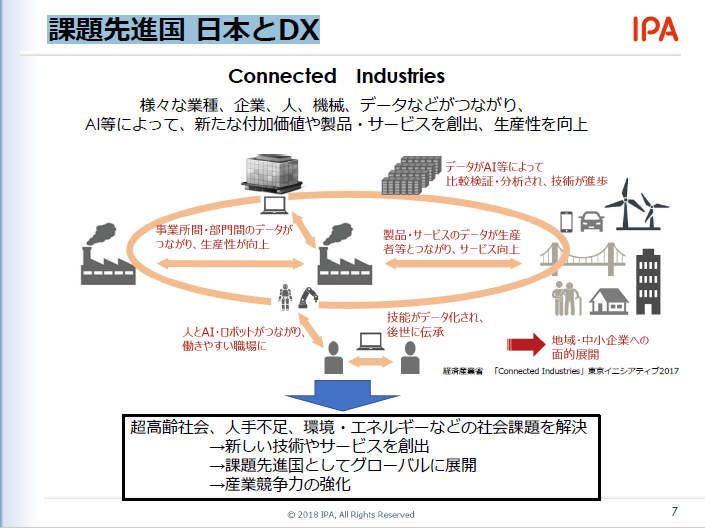 課題先進国 日本とDX
IPA
Connected Industries
様々な業種、企業、人、機械、データなどがつながり、
AI等によって、新たな付加価値や製品・サービスを創出、生産性を向上
データがAI等によって
比較検証・分析され、技術が進歩
事業所間・部門間のデータが
つながり、生産性が向上
製品・サービスのデータが生産
者等とつながり、サービス向上
人とAI・ロボットがつながり、
働きやすい職場に
技能がデータ化され、
後世に伝承
地域・中小企業への
面的展開
経済産業省 「Connected Industries」東京イニシアティブ2017
超高齢社会、人手不足、環境・エネルギーなどの社会課題を解決
→新しい技術やサービスを創出
→課題先進国としてグローバルに展開
→産業競争力の強化
© 2018 IPA, All Rights Reserved
7